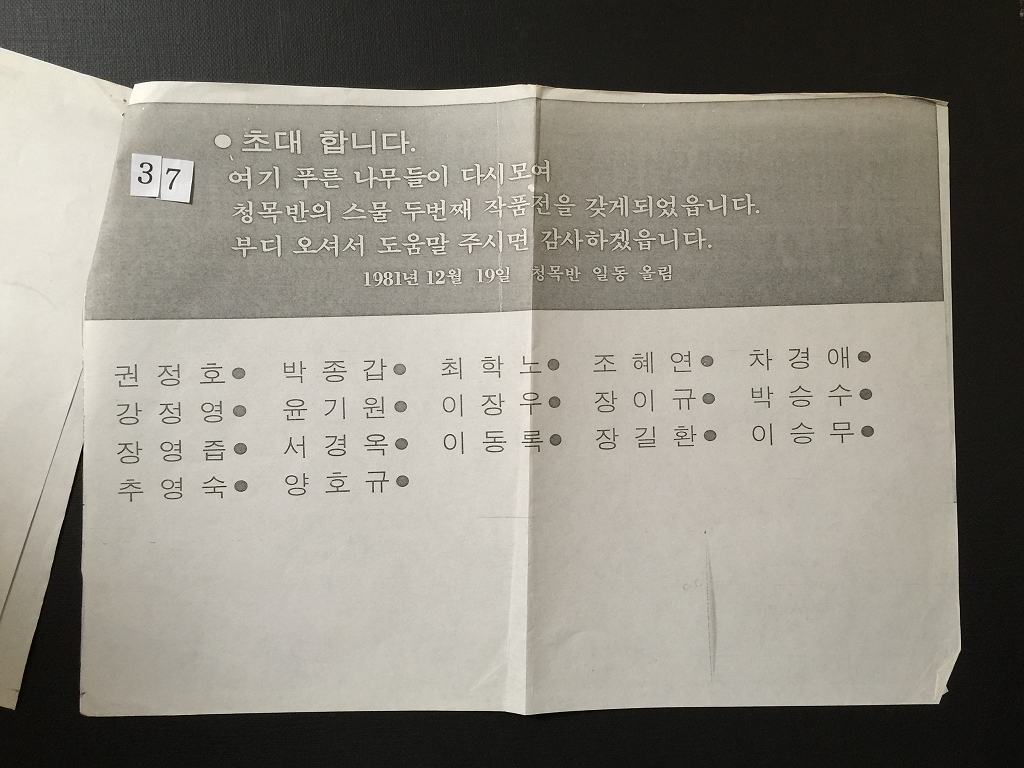 37
●초대 합니다.
여기 푸른 나무들이 다시모여
청목반의 스물 두번째 작품전을 갖게되었읍니다.
부디 오셔서 도움말 주시면 감사하겠읍니다.
1981년 12월 19일 청목반 일동 올림
권정호● 박종갑● 최학노● 조혜연● 차경애●
강정영● 윤기원● 이장우● 장이규● 박승수●
장영즙● 서경옥● 이동록● 장길환● 이승무●
추영숙● 양호규●